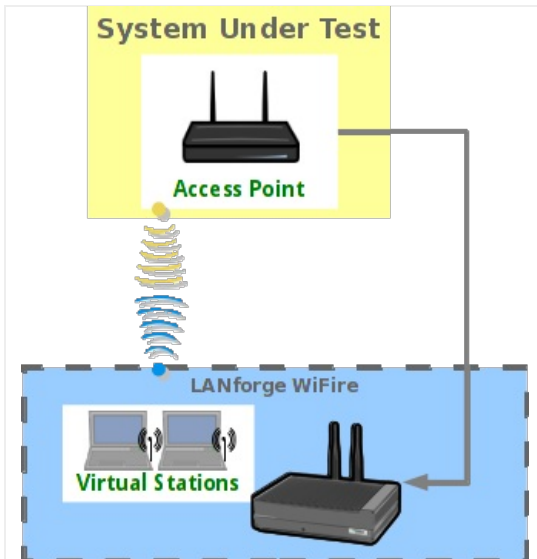 System Under Test
Access Point
LANforge WiFire
Virtual Stations